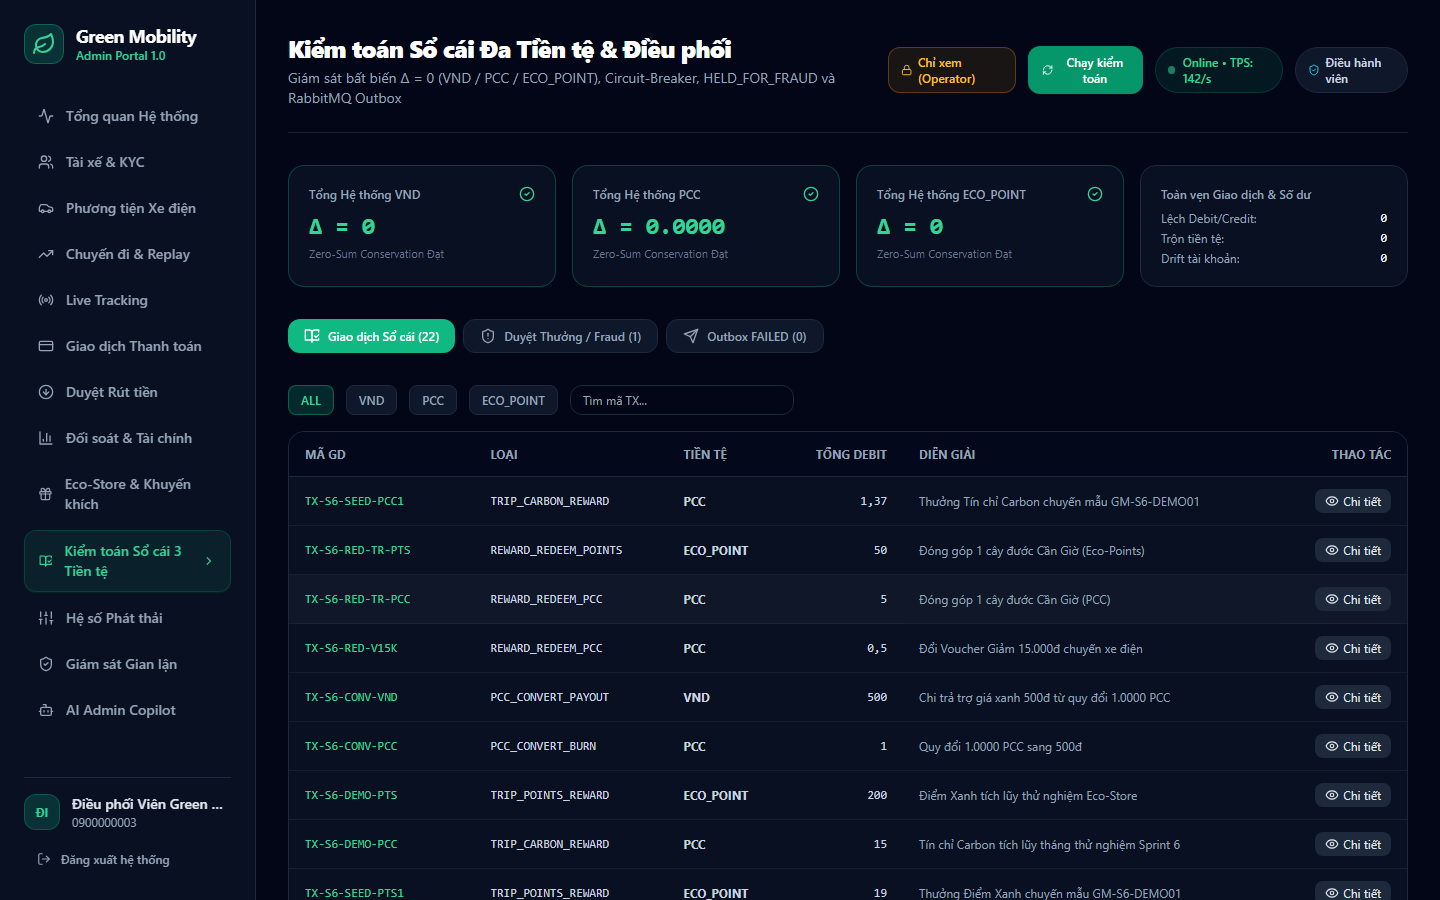 Green Mobility
Admin Portal 1.0
Tổng quan Hệ thống
Tài xế & KYC
Phương tiện Xe điện
Chuyến đi & Replay
Live Tracking
Giao dịch Thanh toán
Duyệt Rút tiền
Đối soát & Tài chính
Eco-Store & Khuyến
khích
Kiểm toán Sổ cái 3
Tiền tệ
Hệ số Phát thải
Giám sát Gian lận
AI Admin Copilot
ĐI
Điều phối Viên Green ...
0900000003
Đăng xuất hệ thống
Kiểm toán Sổ cái Đa Tiền tệ & Điều phối
Giám sát bất biến Δ = 0 (VND / PCC / ECO_POINT), Circuit-Breaker, HELD_FOR_FRAUD và
RabbitMQ Outbox
Chỉ xem
(Operator)
Chạy kiểm
toán
Online • TPS:
142/s
Điều hành
viên
Tổng Hệ thống VND
Δ = 0
Zero-Sum Conservation Đạt
Tổng Hệ thống PCC
Δ = 0.0000
Zero-Sum Conservation Đạt
Tổng Hệ thống ECO_POINT
Δ = 0
Zero-Sum Conservation Đạt
Toàn vẹn Giao dịch & Số dư
Lệch Debit/Credit: 0
Trộn tiền tệ: 0
Drift tài khoản: 0
Giao dịch Sổ cái (22)
Duyệt Thưởng / Fraud (1)
Outbox FAILED (0)
ALL VND PCC ECO_POINT Tìm mã TX...
MÃ GD LOẠI TIỀN TỆ TỔNG DEBIT DIỄN GIẢI THAO TÁC
TX-S6-SEED-PCC1 TRIP_CARBON_REWARD PCC 1,37 Thưởng Tín chỉ Carbon chuyến mẫu GM-S6-DEMO01 Chi tiết
TX-S6-RED-TR-PTS REWARD_REDEEM_POINTS ECO_POINT 50 Đóng góp 1 cây đước Cần Giờ (Eco-Points) Chi tiết
TX-S6-RED-TR-PCC REWARD_REDEEM_PCC PCC 5 Đóng góp 1 cây đước Cần Giờ (PCC) Chi tiết
TX-S6-RED-V15K REWARD_REDEEM_PCC PCC 0,5 Đổi Voucher Giảm 15.000đ chuyến xe điện Chi tiết
TX-S6-CONV-VND PCC_CONVERT_PAYOUT VND 500 Chi trả trợ giá xanh 500đ từ quy đổi 1.0000 PCC Chi tiết
TX-S6-CONV-PCC PCC_CONVERT_BURN PCC 1 Quy đổi 1.0000 PCC sang 500đ Chi tiết
TX-S6-DEMO-PTS TRIP_POINTS_REWARD ECO_POINT 200 Điểm Xanh tích lũy thử nghiệm Eco-Store Chi tiết
TX-S6-DEMO-PCC TRIP_CARBON_REWARD PCC 15 Tín chỉ Carbon tích lũy tháng thử nghiệm Sprint 6 Chi tiết
TX-S6-SEED-PTS1 TRIP_POINTS_REWARD ECO_POINT 19 Thưởng Điểm Xanh chuyến mẫu GM-S6-DEMO01 Chi tiết